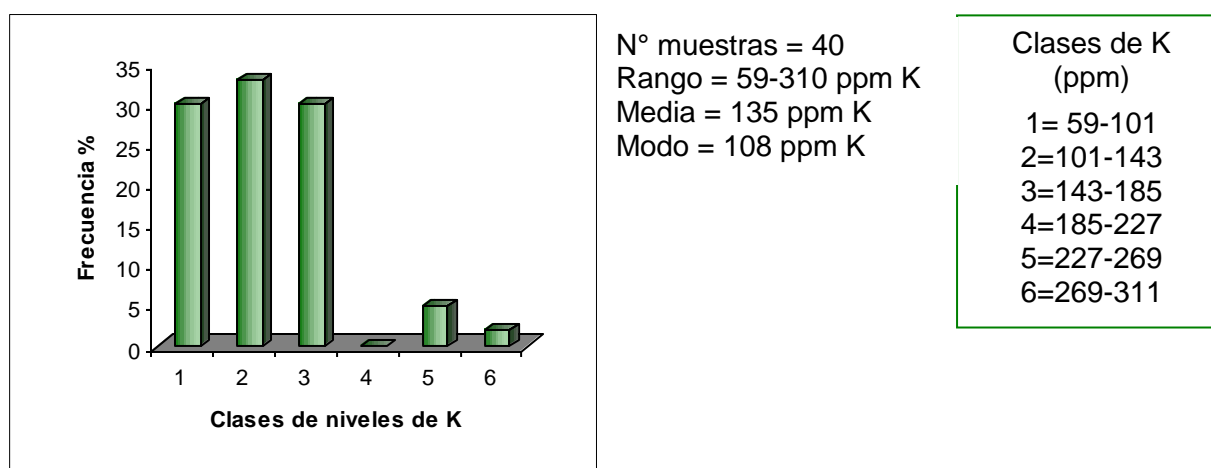 35
30
25
20
15
10
5
0
Frecuencia %
1 2 3 4 5 6
Clases de niveles de K
N° muestras = 40
Rango = 59-310 ppm K
Media = 135 ppm K
Modo = 108 ppm K
Clases de K
(ppm)
1= 59-101
2=101-143
3=143-185
4=185-227
5=227-269
6=269-311